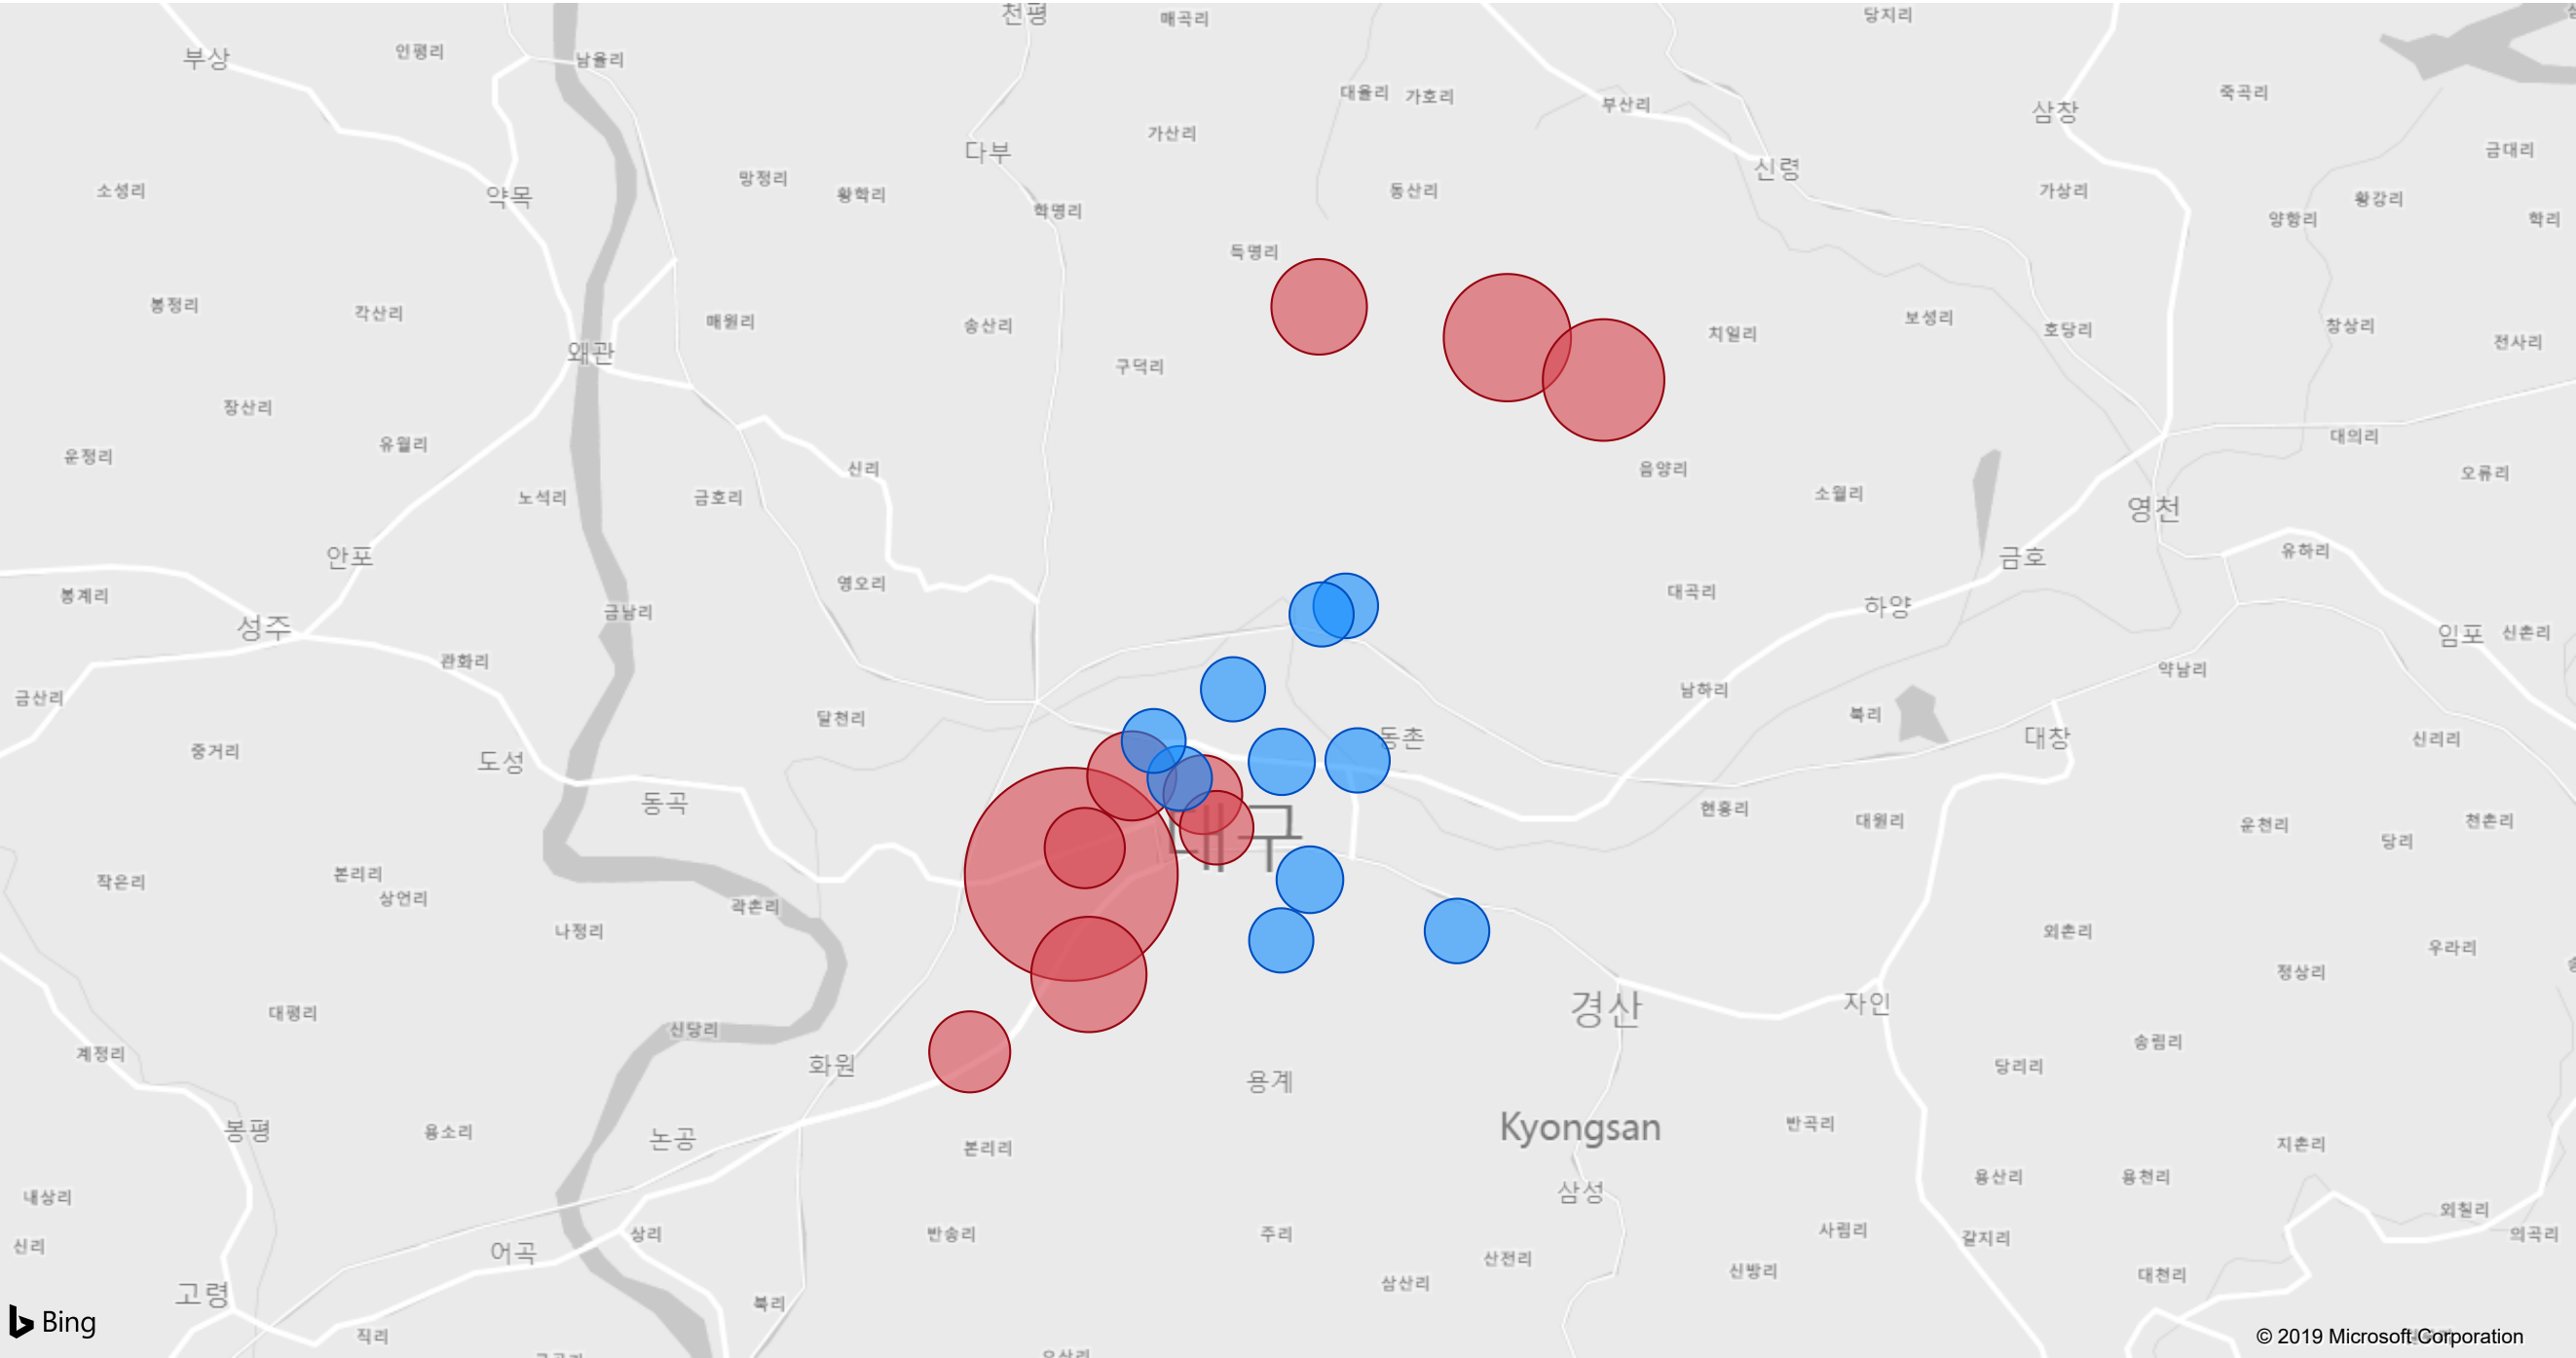 천평
매곡리
당지리
부상
인평리
남율리
대율리
가호리
부산리
삼창
죽곡리
다부
가산리
금대리
소성리
약목
망정리
황학리
학명리
동산리
신령
가상리
양항리
황강리
학리
득명리
봉정리
각산리
왜관
매원리
송산리
구덕리
치일리
보성리
호당리
창상리
전사리
장산리
운정리
유월리
노석리
금호리
신리
음양리
소월리
영천
대의리
오류리
안포
봉계리
성주
금남리
영오리
대곡리
하양
금호
유하리
임포
신촌리
금산리
관화리
달천리
남하리
북리
약남리
중거리
도성
동곡
동촌
대창
신리리
대구
현흥리
대원리
운천리
당리
천촌리
작은리
본리리
상언리
나정리
곽촌리
외촌리
우라리
정상리
대평리
계정리
신당리
화원
용계
경산
자인
송림리
당리리
봉평
용소리
논공
본리리
Kyongsan
삼성
반곡리
지촌리
용산리
용천리
내상리
신리
어곡
상리
반송리
주리
산전리
삼산리
신방리
사림리
갈지리
외칠리
의곡리
대천리
고령
직리
북리
Bing
© 2019 Microsoft Corporation